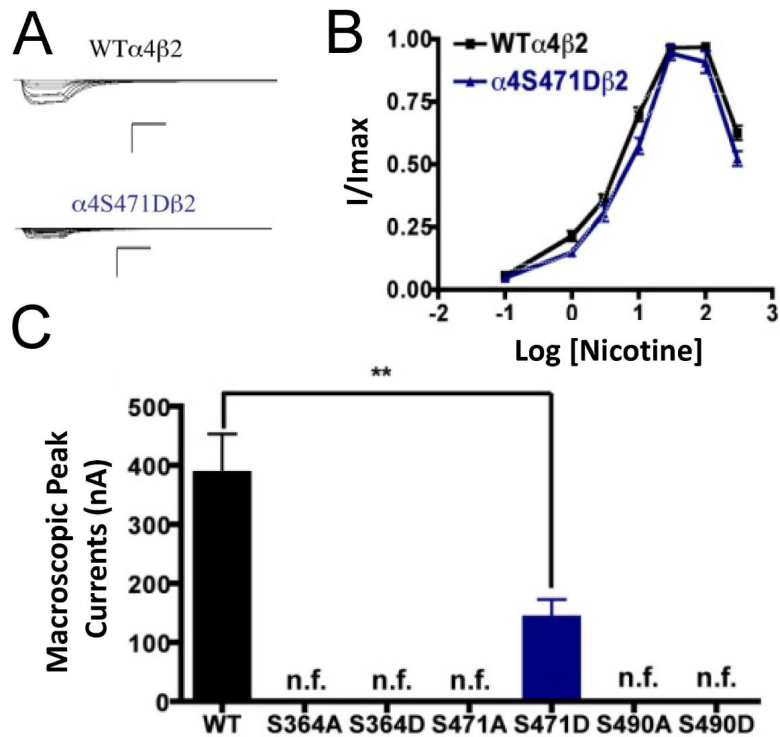 A
WTα4β2
α4S471Dβ2
B
I/Imax
1.00
0.75
0.50
0.25
0.00
WTα4β2
α4S471Dβ2
-2
-1
0
1
2
3
Log [Nicotine]
C
Macroscopic Peak
Currents (nA)
500
400
300
200
100
0
**
n.f.
n.f.
n.f.
n.f.
n.f.
WT
S364A
S364D
S471A
S471D
S490A
S490D